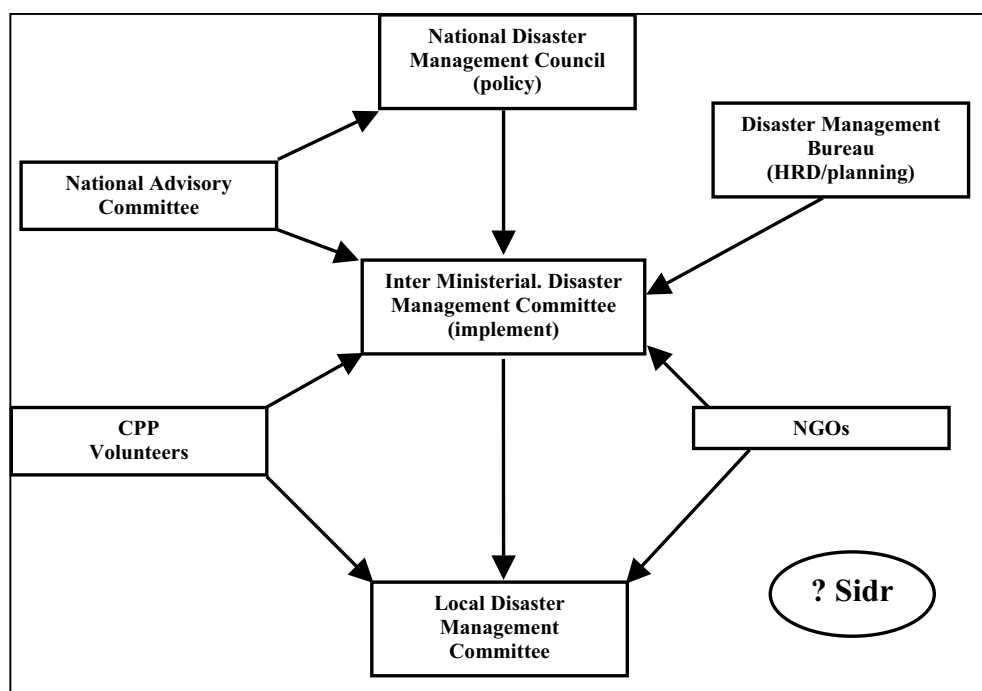 National Disaster
Management Council
(policy)
Disaster Management
Bureau
(HRD/planning)
National Advisory
Committee
Inter Ministerial. Disaster
Management Committee
(implement)
CPP
Volunteers
NGOs
? Sidr
Local Disaster
Management
Committee